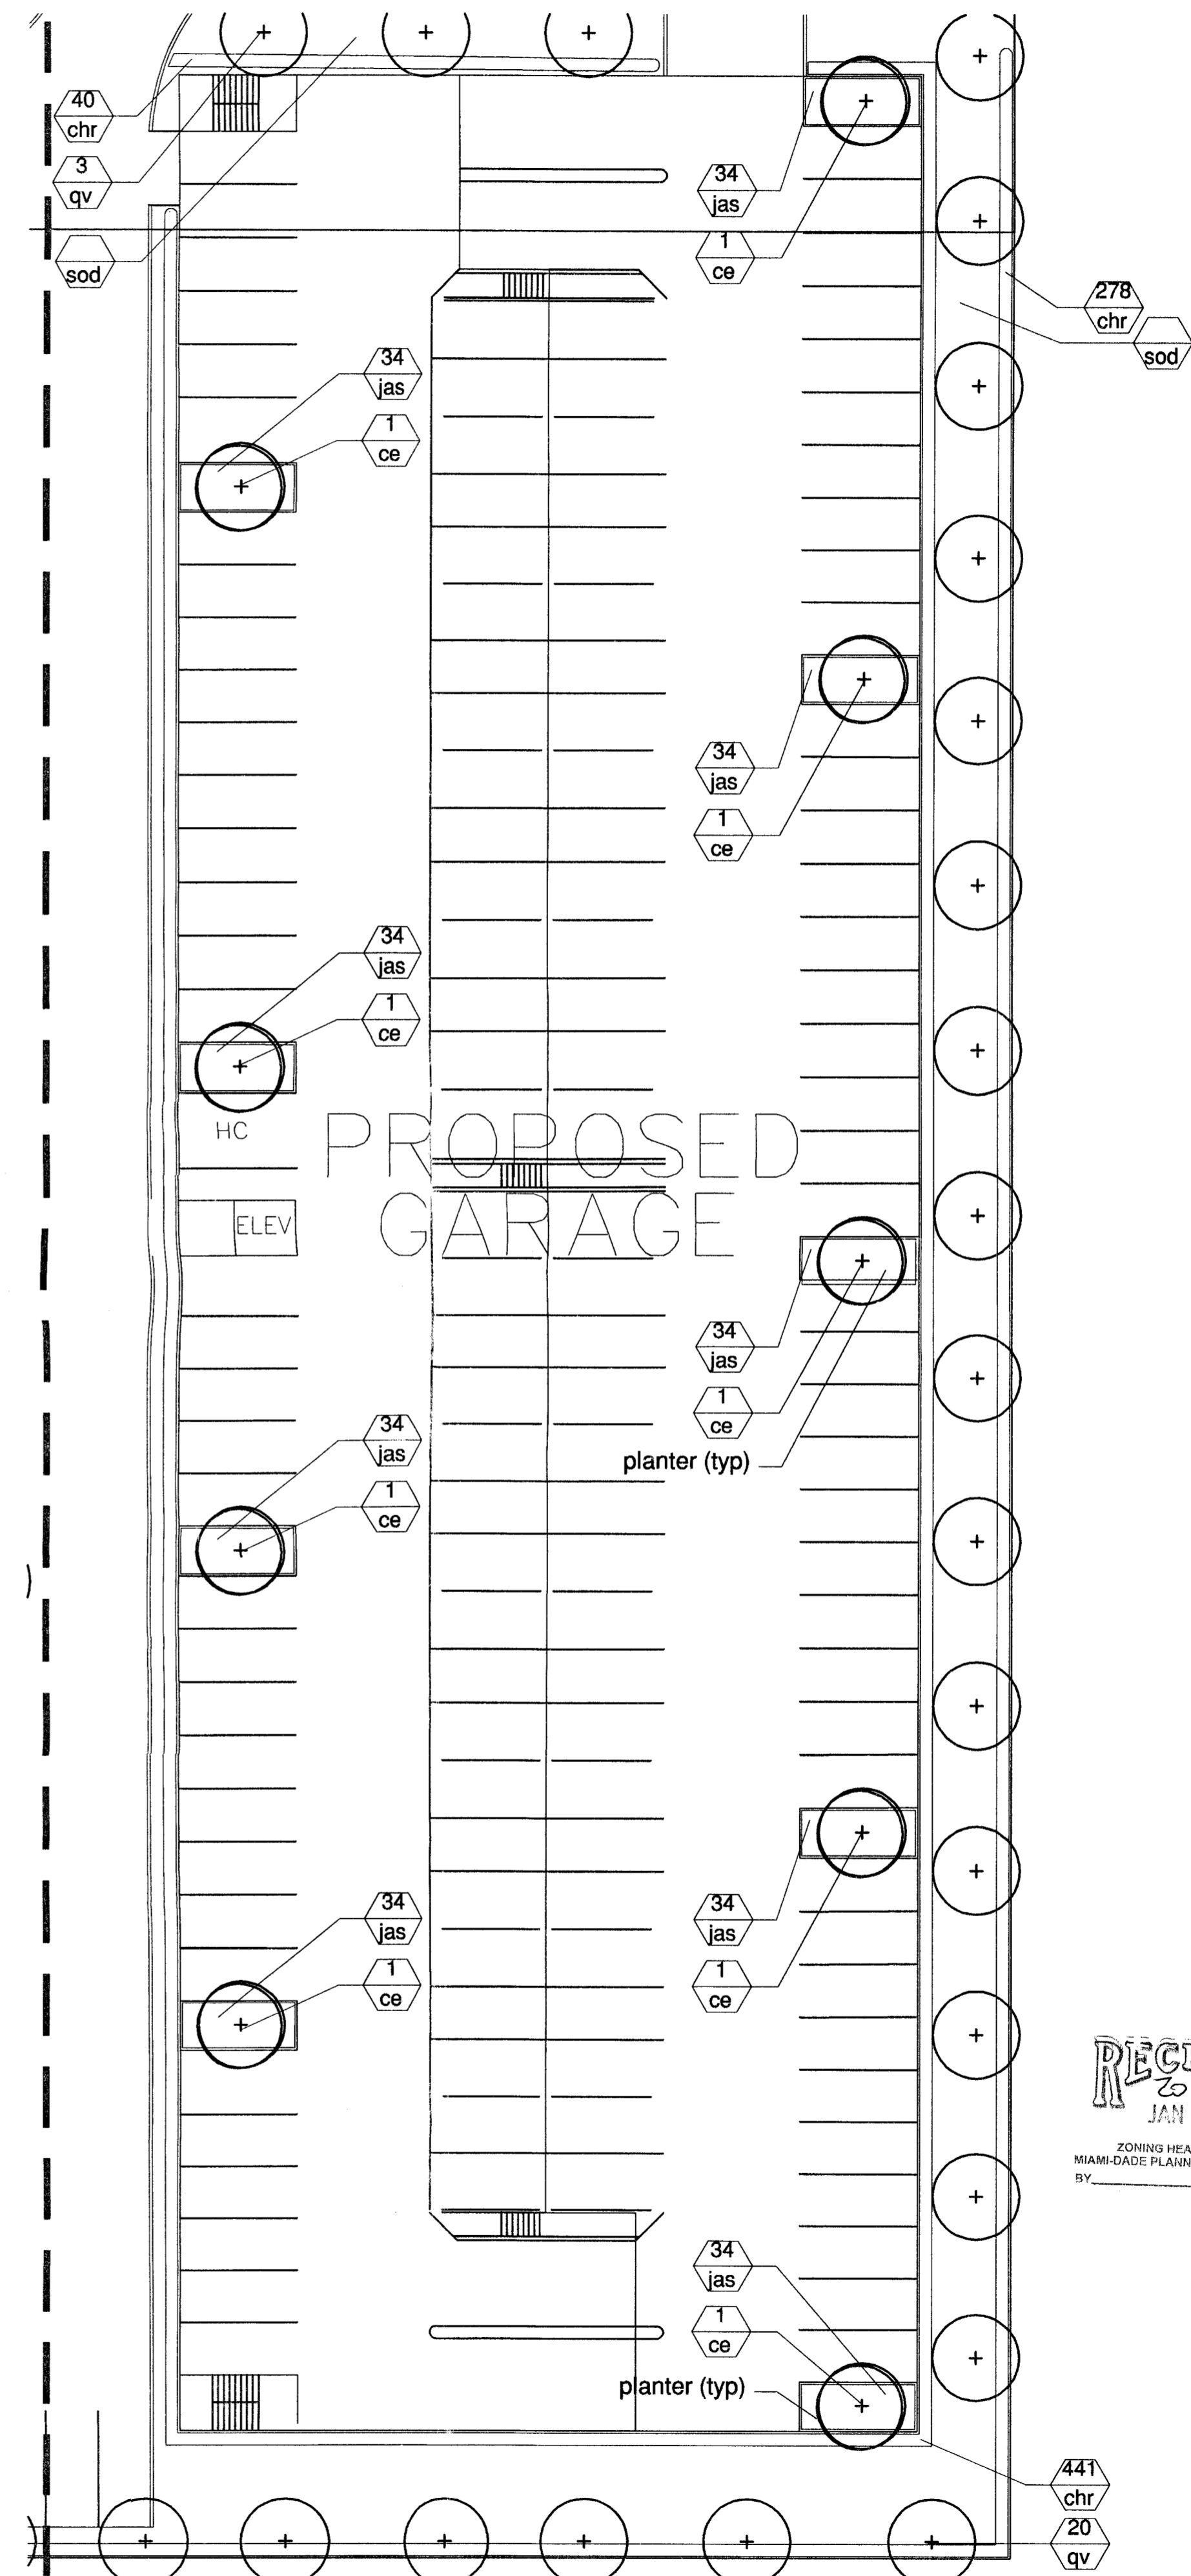 40
chr
3
qv
sod
34
jas
1
ce
278
chr
sod
34
jas
1
ce
34
jas
1
ce
34
jas
1
ce
HC
PROPOSED
ELEV
GARAGE
34
jas
1
ce
planter (typ)
34
jas
1
ce
34
jas
1
ce
34
jas
1
ce
JAN
ZONING HEA
MIAMI-DADE PLANN
BY
34
jas
1
ce
planter (typ)
441
chr
20
qv